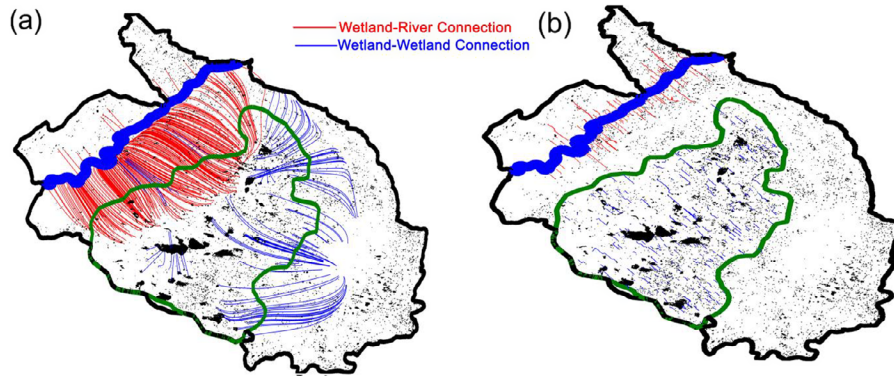 (a)
Wetland-River Connection
Wetland-Wetland Connection
(b)